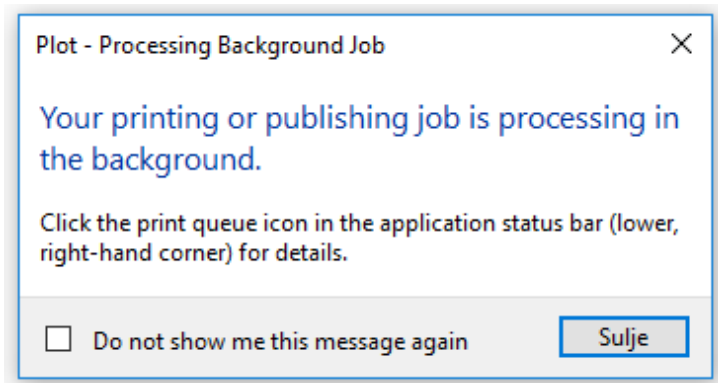 Plot - Processing Background Job
Your printing or publishing job is processing in
the background.
Click the print queue icon in the application status bar (lower,
right-hand corner) for details.
Do not show me this message again
Sulje